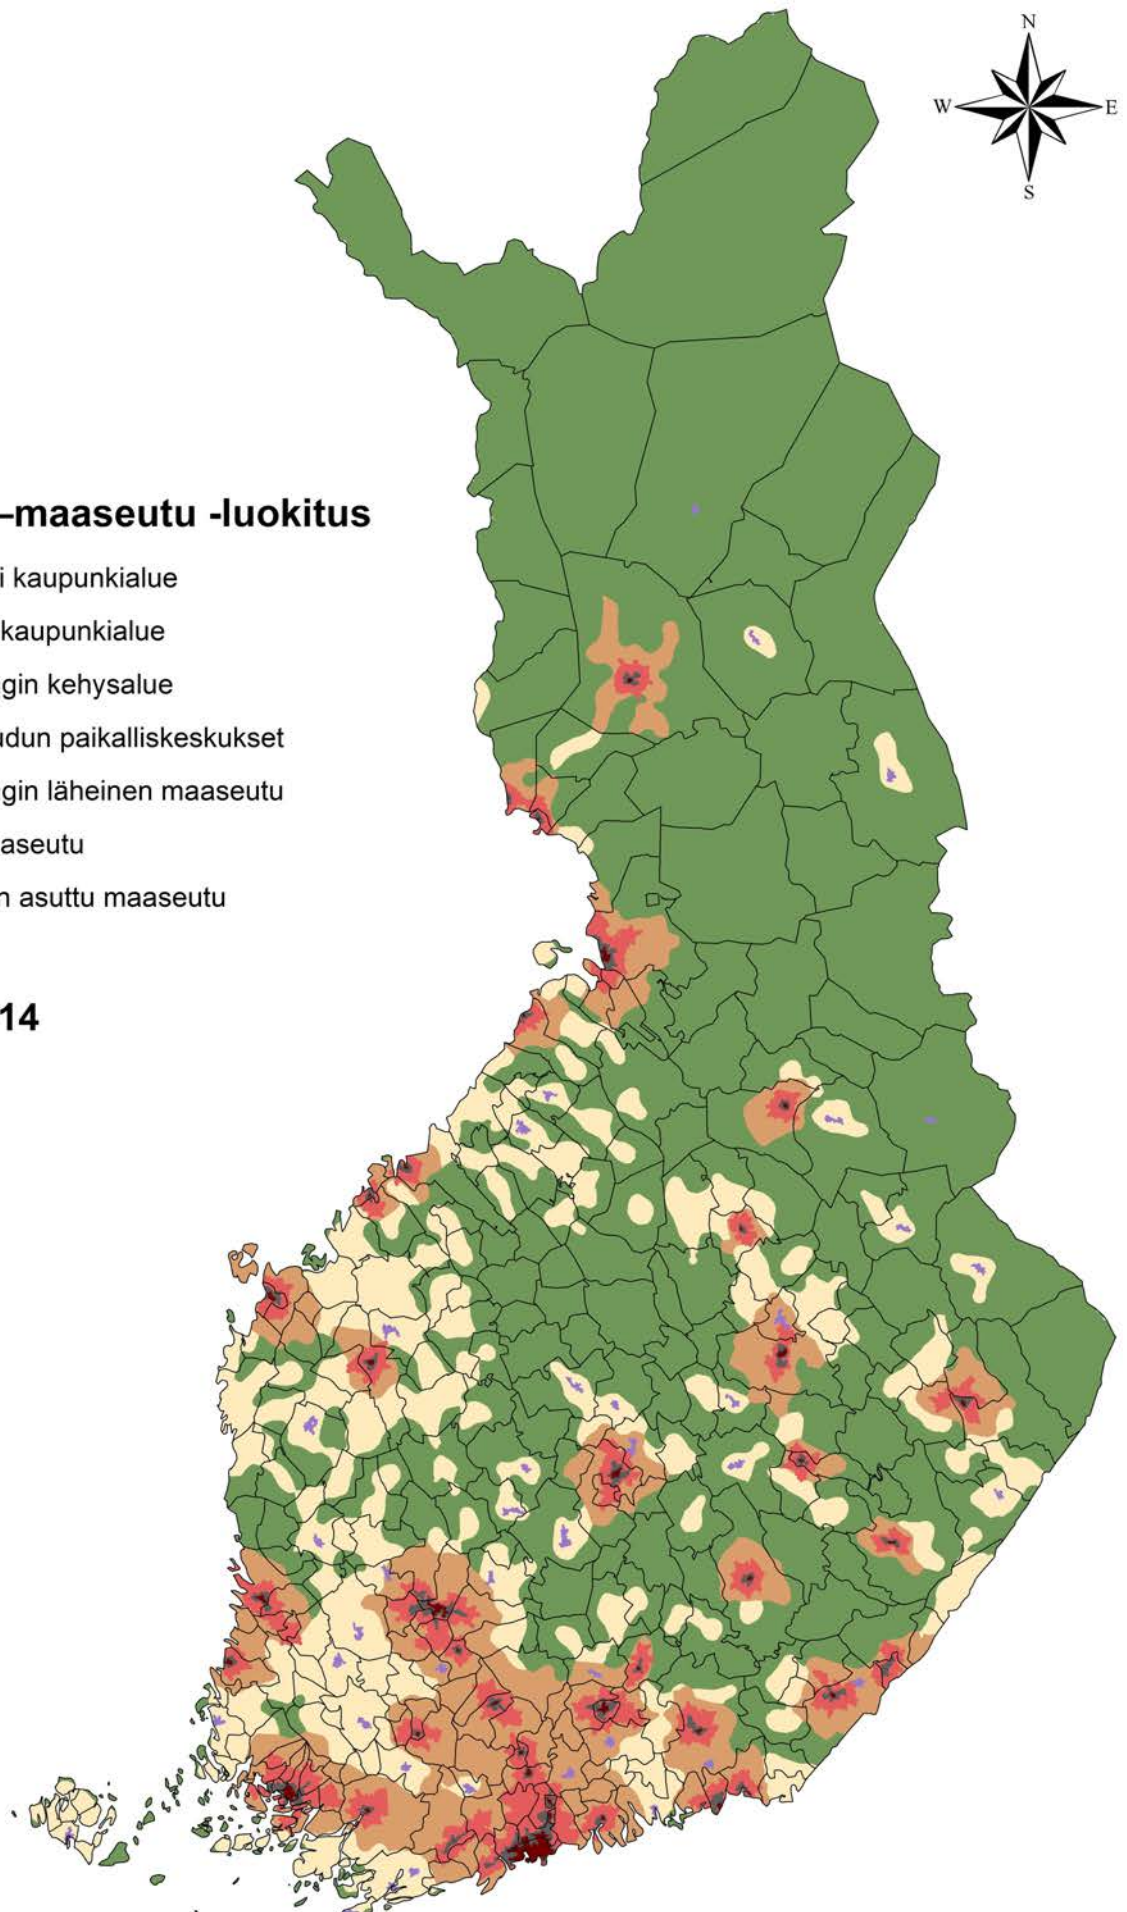 N
W E
S
–maaseutu -luokitus
i kaupunkialue
kaupunkialue
gin kehysalue
udun paikalliskeskukset
gin läheinen maaseutu
aseutu
n asuttu maaseutu
14